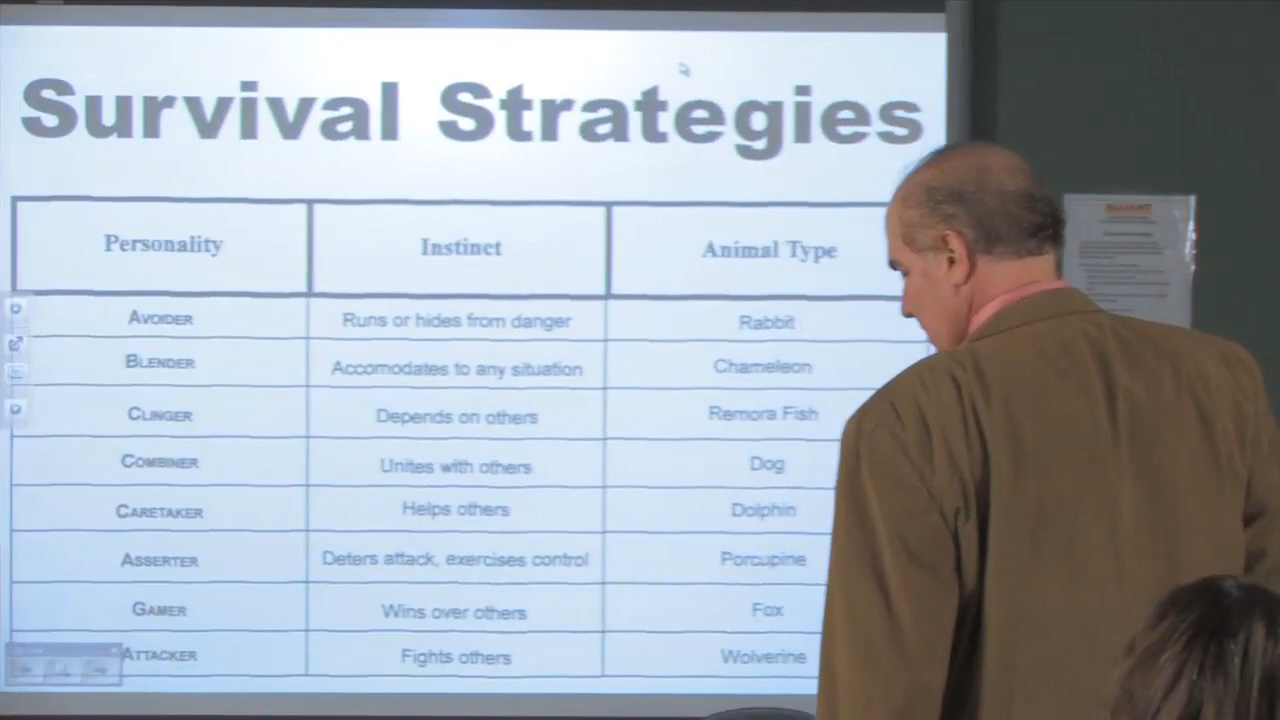 Survival Strategies
Personality Instinct Animal Type
AVOIDER Runs or hides from danger Rabbit
BLENDER Accomodates to any situation Chameleon
CLINGER Depends on others Remora Fish
COMBINER Unites with others Dog
CARETAKER Helps others Dolphin
ASSERTER Deters attack, exercises control Porcupine
GAMER Wins over others Fox
ATTACKER Fights others Wolverine